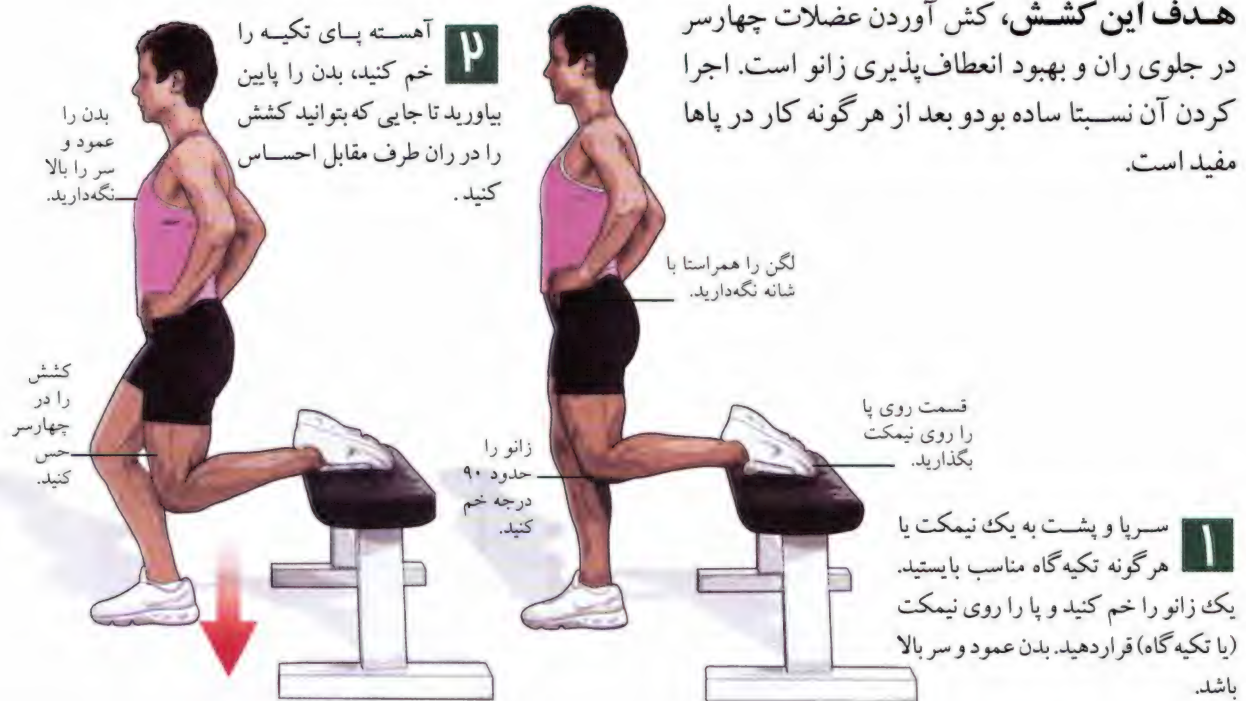 هدف این کشش، کش آوردن عضلات چهارسر
در جلوی ران و بهبود انعطاف‌پذیری زانو است. اجرا
کردن آن نسبتا ساده بودو بعد از هر گونه کار در پاها
مفید است.
۱
سرپا و پشت به یک نیمکت یا
هر گونه تکیه گاه مناسب بایستید.
یک زانو را خم کنید و پا را روی نیمکت
(یا تکیه گاه) قراردهید. بدن عمود و سر بالا
باشد.
لگن را همراستا با
شانه نگه‌دارید.
قسمت روی پا
را روی نیمکت
بگذارید.
زانو را
حدود ۹۰
درجه خم
کنید.
۲
آهسته پای تکیه را
خم کنید، بدن را پایین
بیاورید تا جایی که بتوانید کشش
را در ران طرف مقابل احساس
کنید.
بدن را
عمود و
سر را بالا
نگه‌دارید.
کشش
را در
چهارسر
حس
کنید.